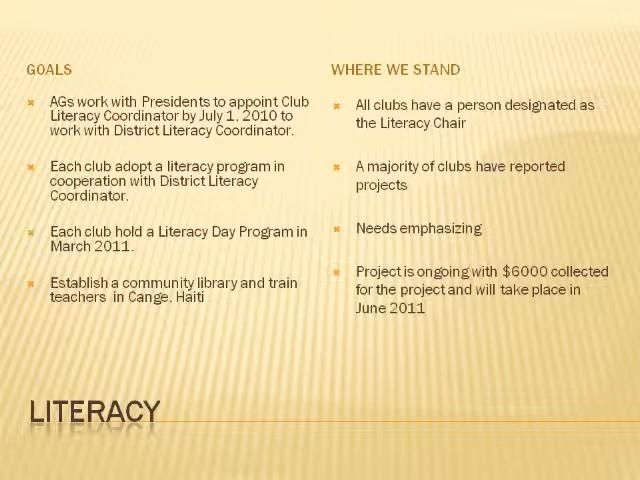 GOALS
AGs work with Presidents to appoint Club
Literacy Coordinator by July 1, 2010 to
work with District Literacy Coordinator.
Each club adopt a literacy program in
cooperation with District Literacy
Coordinator.
Each club hold a Literacy Day Program in
March 2011.
Establish a community library and train
teachers in Cange, Haiti
WHERE WE STAND
All clubs have a person designated as
the Literacy Chair
A majority of clubs have reported
projects
Needs emphasizing
Project is ongoing with $6000 collected
for the project and will take place in
June 2011
LITERACY